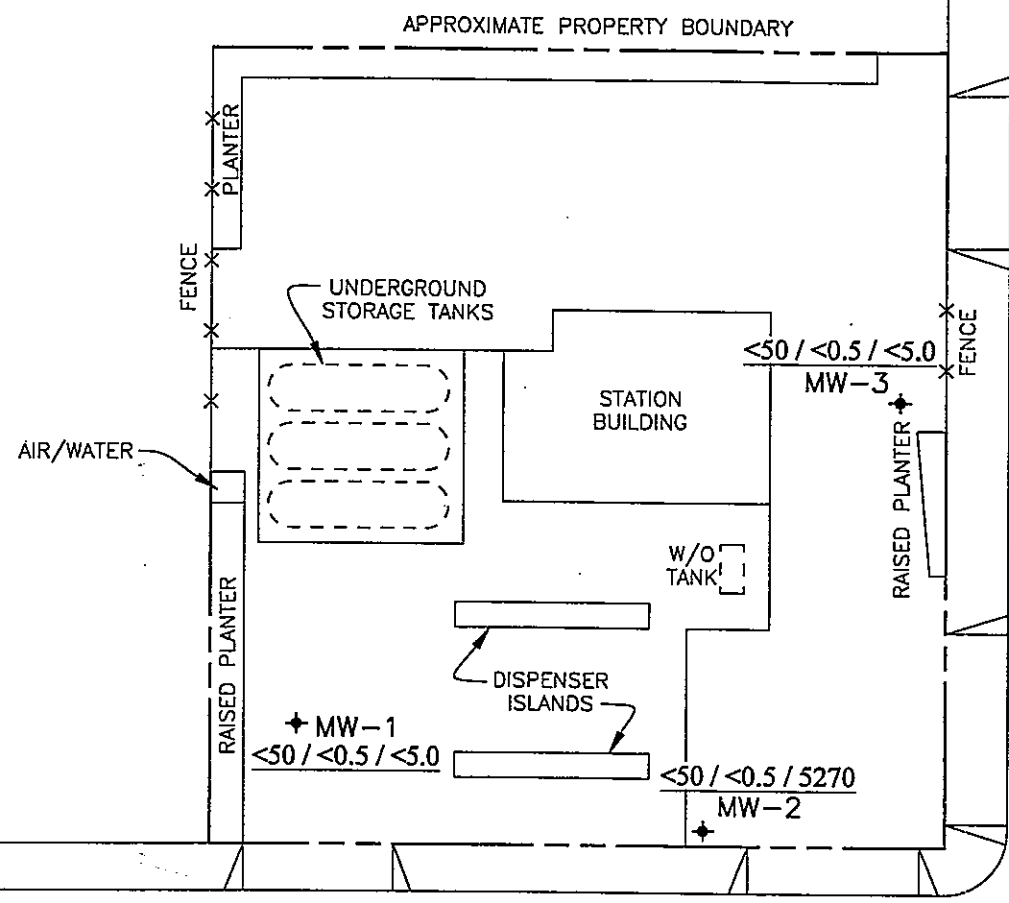 APPROXIMATE PROPERTY BOUNDARY
PLANTER
FENCE
UNDERGROUND
STORAGE TANKS
<50 / <0.5 / <5.0
MW-3
FENCE
STATION
BUILDING
AIR/WATER
RAISED PLANTER
W/O
TANK
RAISED PLANTER
DISPENSER
ISLANDS
MW-1
<50 / <0.5 / <5.0
<50 / <0.5 / 5270
MW-2